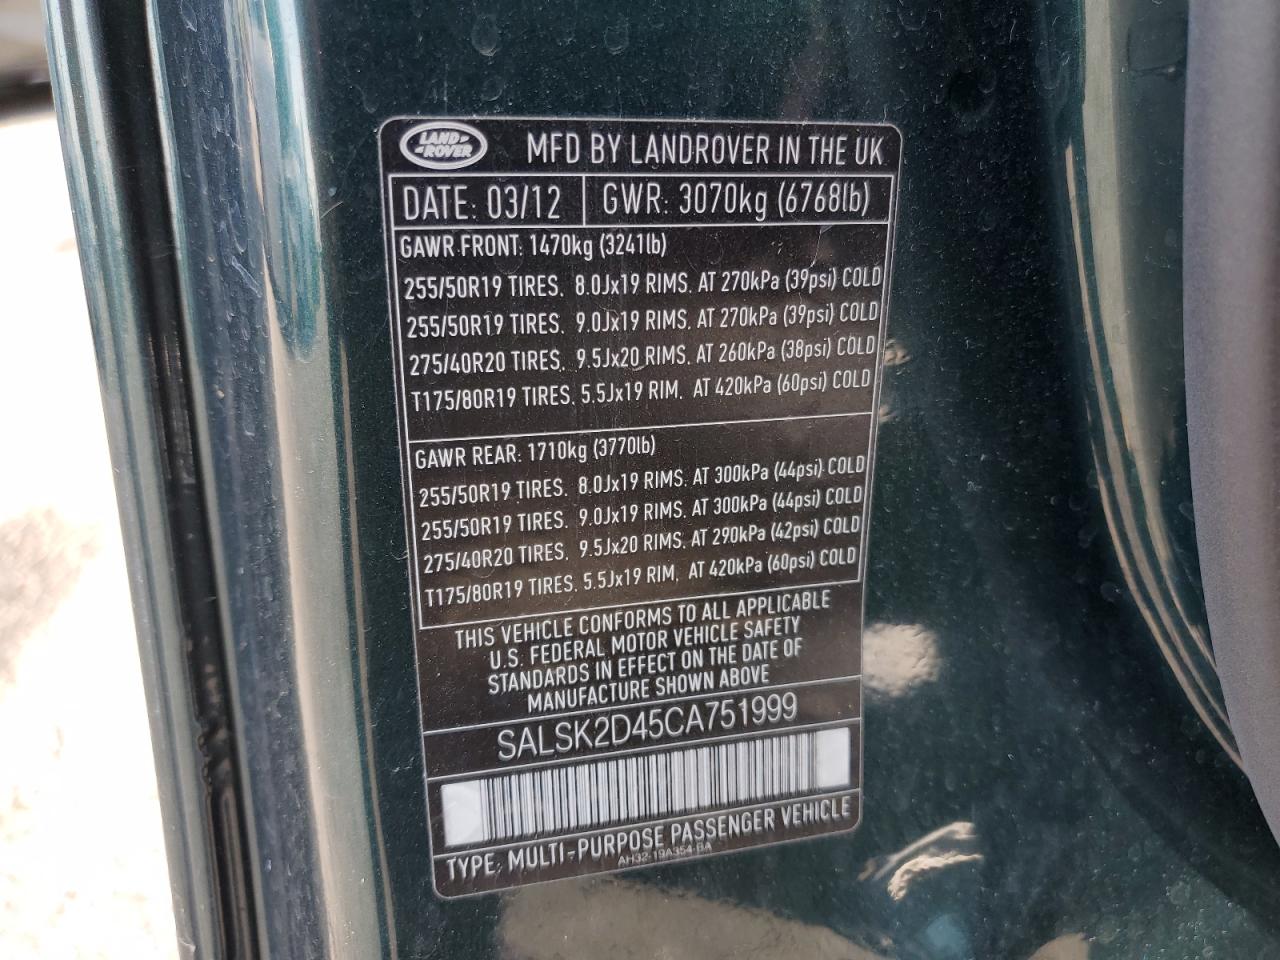 LAND ROVER
MFD BY LANDROVER IN THE UK
DATE: 03/12 GWR: 3070kg (6768lb)
GAWR FRONT: 1470kg (3241lb)
255/50R19 TIRES, 8.0Jx19 RIMS, AT 270kPa (39psi) COLD
255/50R19 TIRES, 9.0Jx19 RIMS, AT 270kPa (39psi) COLD
275/40R20 TIRES, 9.5Jx20 RIMS, AT 260kPa (38psi) COLD
T175/80R19 TIRES, 5.5Jx19 RIM, AT 420kPa (60psi) COLD
GAWR REAR: 1710kg (3770lb)
255/50R19 TIRES, 8.0Jx19 RIMS, AT 300kPa (44psi) COLD
255/50R19 TIRES, 9.0Jx19 RIMS, AT 300kPa (44psi) COLD
275/40R20 TIRES, 9.5Jx20 RIMS, AT 290kPa (42psi) COLD
T175/80R19 TIRES, 5.5Jx19 RIM, AT 420kPa (60psi) COLD
THIS VEHICLE CONFORMS TO ALL APPLICABLE
U.S. FEDERAL MOTOR VEHICLE SAFETY
STANDARDS IN EFFECT ON THE DATE OF
MANUFACTURE SHOWN ABOVE
SALSK2D45CA751999
TYPE: MULTI-PURPOSE PASSENGER VEHICLE
AH32-19A354-BA